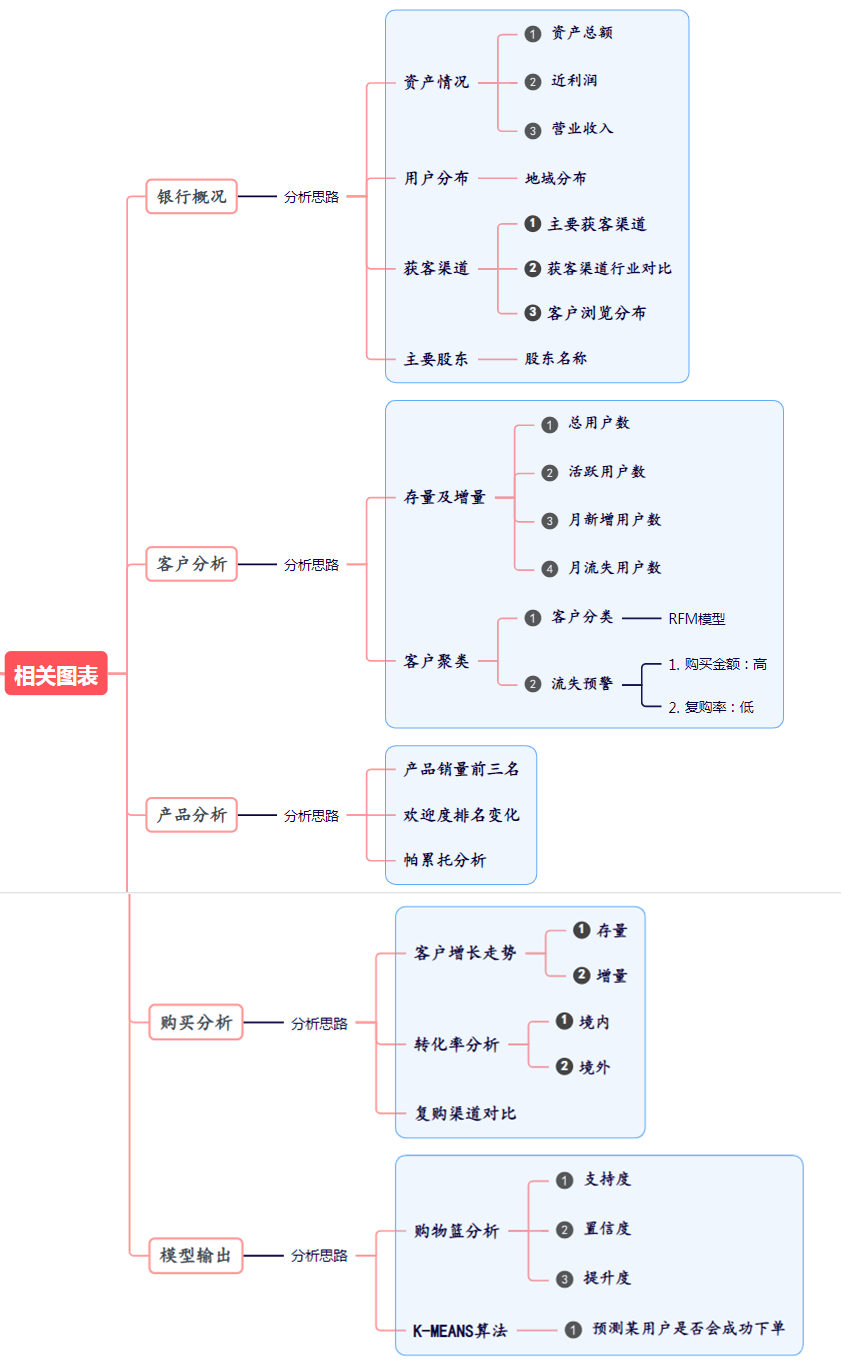 相关图表
银行概况
分析思路
资产情况
1 资产总额
2 近利润
3 营业收入
用户分布
地域分布
获客渠道
1 主要获客渠道
2 获客渠道行业对比
3 客户浏览分布
主要股东
股东名称
客户分析
分析思路
存量及增量
1 总用户数
2 活跃用户数
3 月新增用户数
4 月流失用户数
客户聚类
1 客户分类
RFM模型
2 流失预警
1. 购买金额：高
2. 复购率：低
产品分析
分析思路
产品销量前三名
欢迎度排名变化
帕累托分析
购买分析
分析思路
客户增长走势
1 存量
2 增量
转化率分析
1 境内
2 境外
复购渠道对比
模型输出
分析思路
购物篮分析
1 支持度
2 置信度
3 提升度
K-MEANS算法
1 预测某用户是否会成功下单